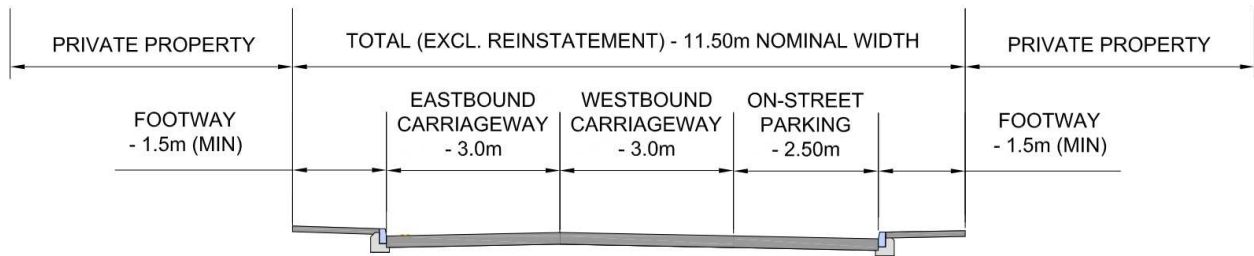 PRIVATE PROPERTY
TOTAL (EXCL. REINSTATEMENT) - 11.50m NOMINAL WIDTH
PRIVATE PROPERTY
FOOTWAY
- 1.5m (MIN)
EASTBOUND
CARRIAGEWAY
- 3.0m
WESTBOUND
CARRIAGEWAY
- 3.0m
ON-STREET
PARKING
- 2.50m
FOOTWAY
- 1.5m (MIN)